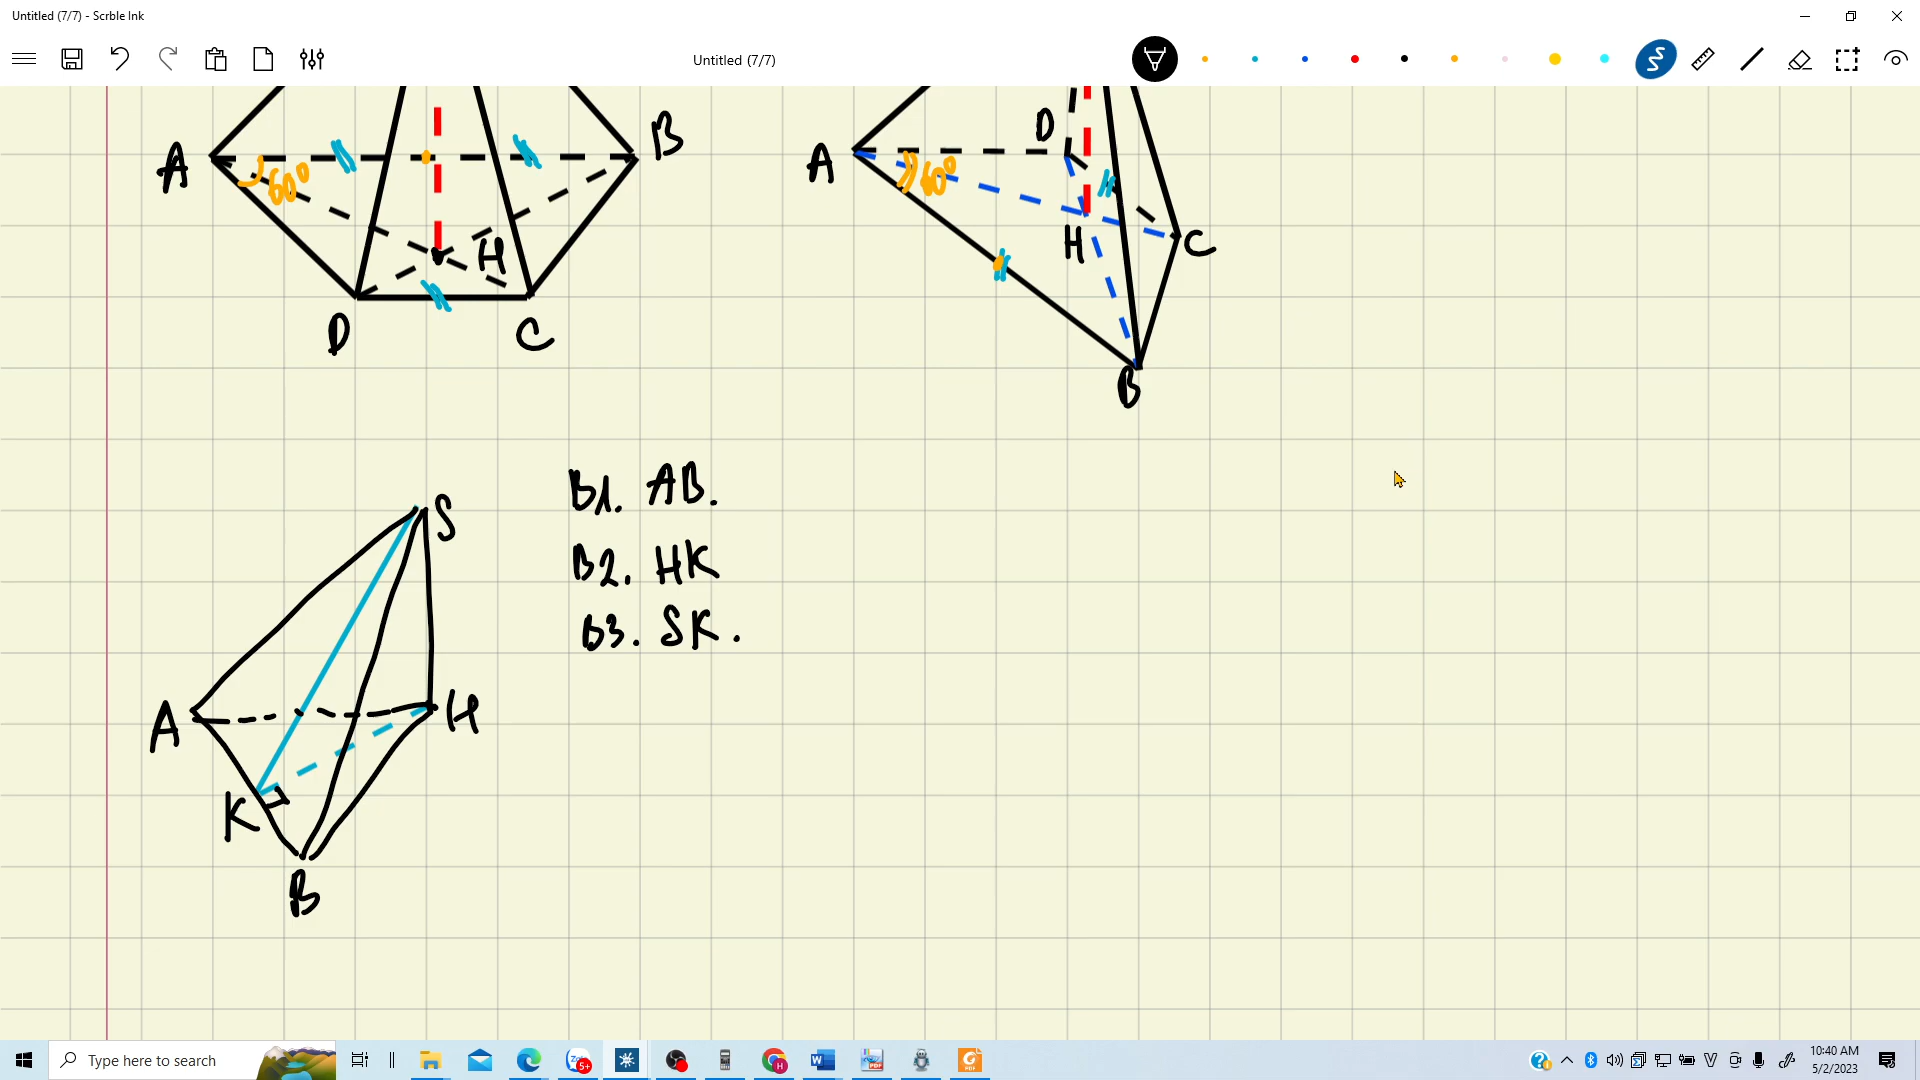 Untitled (7/7) - Scrble Ink
Untitled (7/7)
A
60°
B
H
D
C
A
60°
D
H
C
B
S
A
H
K
B
B1. AB.
B2. HK
B3. SK.
Type here to search
10:40 AM
5/2/2023